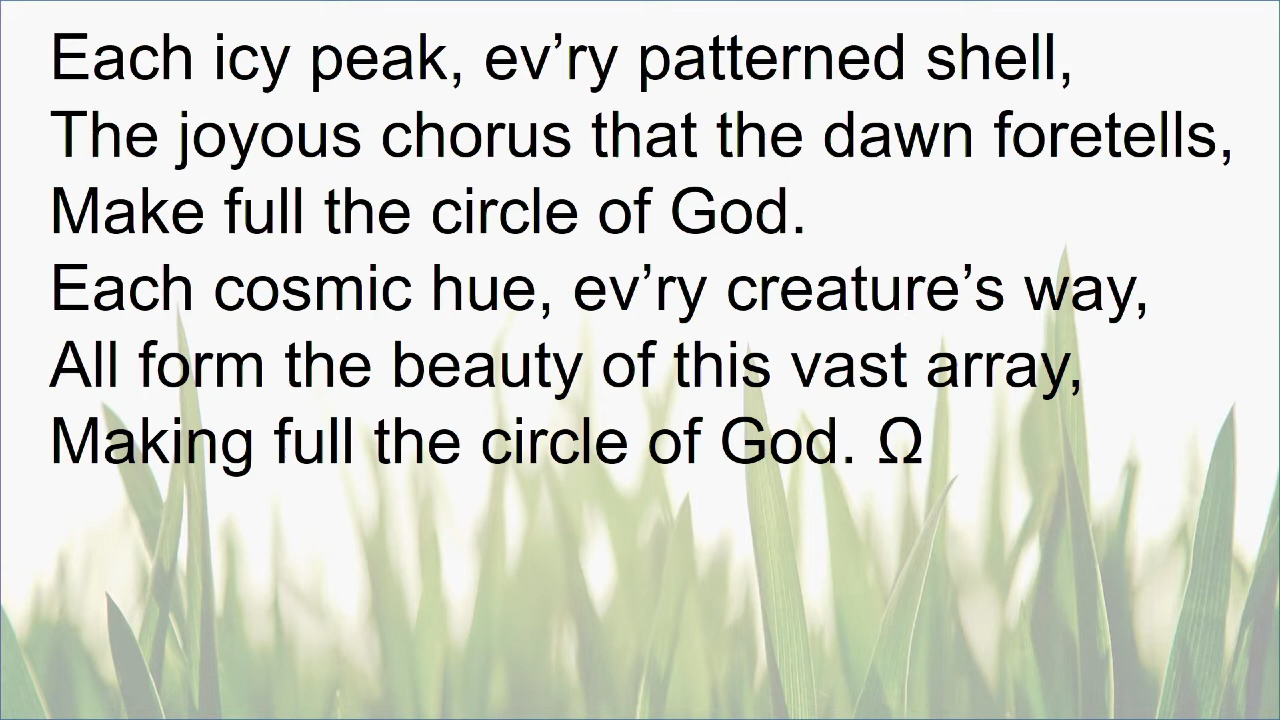 Each icy peak, ev’ry patterned shell,
The joyous chorus that the dawn foretells,
Make full the circle of God.
Each cosmic hue, ev’ry creature’s way,
All form the beauty of this vast array,
Making full the circle of God. Ω